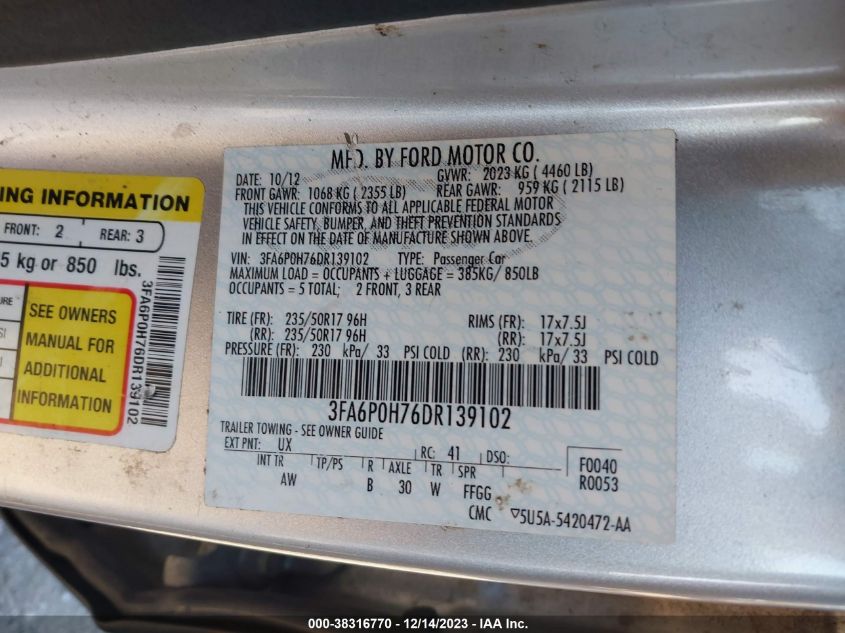 NG INFORMATION
FRONT: 2 REAR: 3
5 kg or 850 lbs.
SEE OWNERS
MANUAL FOR
ADDITIONAL
INFORMATION
3FA6P0H76DR139102
MFD. BY FORD MOTOR CO.
DATE: 10/12 GVWR: 2023 KG ( 4460 LB)
FRONT GAWR: 1068 KG ( 2355 LB) REAR GAWR: 959 KG ( 2115 LB)
THIS VEHICLE CONFORMS TO ALL APPLICABLE FEDERAL MOTOR
VEHICLE SAFETY, BUMPER, AND THEFT PREVENTION STANDARDS
IN EFFECT ON THE DATE OF MANUFACTURE SHOWN ABOVE.
VIN: 3FA6P0H76DR139102 TYPE: Passenger Car
MAXIMUM LOAD = OCCUPANTS + LUGGAGE = 385KG/ 850LB
OCCUPANTS = 5 TOTAL; 2 FRONT, 3 REAR
TIRE (FR): 235/50R17 96H RIMS (FR): 17x7.5J
(RR): 235/50R17 96H (RR): 17x7.5J
PRESSURE (FR): 230 kPa/ 33 PSI COLD (RR): 230 kPa/ 33 PSI COLD
3FA6P0H76DR139102
TRAILER TOWING - SEE OWNER GUIDE
EXT PNT: UX RC: 41 DSO: F0040
R0053
INT TR TP/PS R AXLE TR SPR
AW B 30 W FFGG
CMC ▽5U5A-5420472-AA
000-38316770 - 12/14/2023 - IAA Inc.